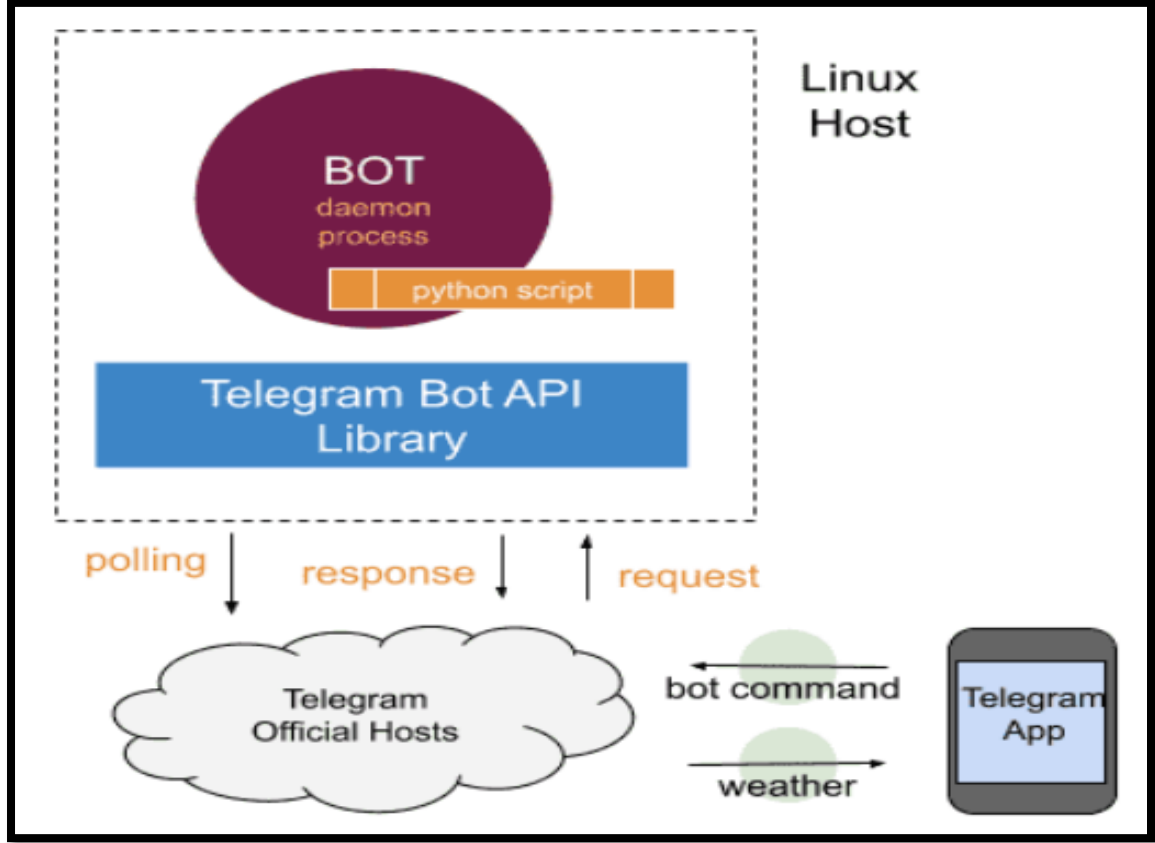 Linux
Host
BOT
daemon
process
python script
Telegram Bot API
Library
polling
response
request
Telegram
Official Hosts
bot command
weather
Telegram
App